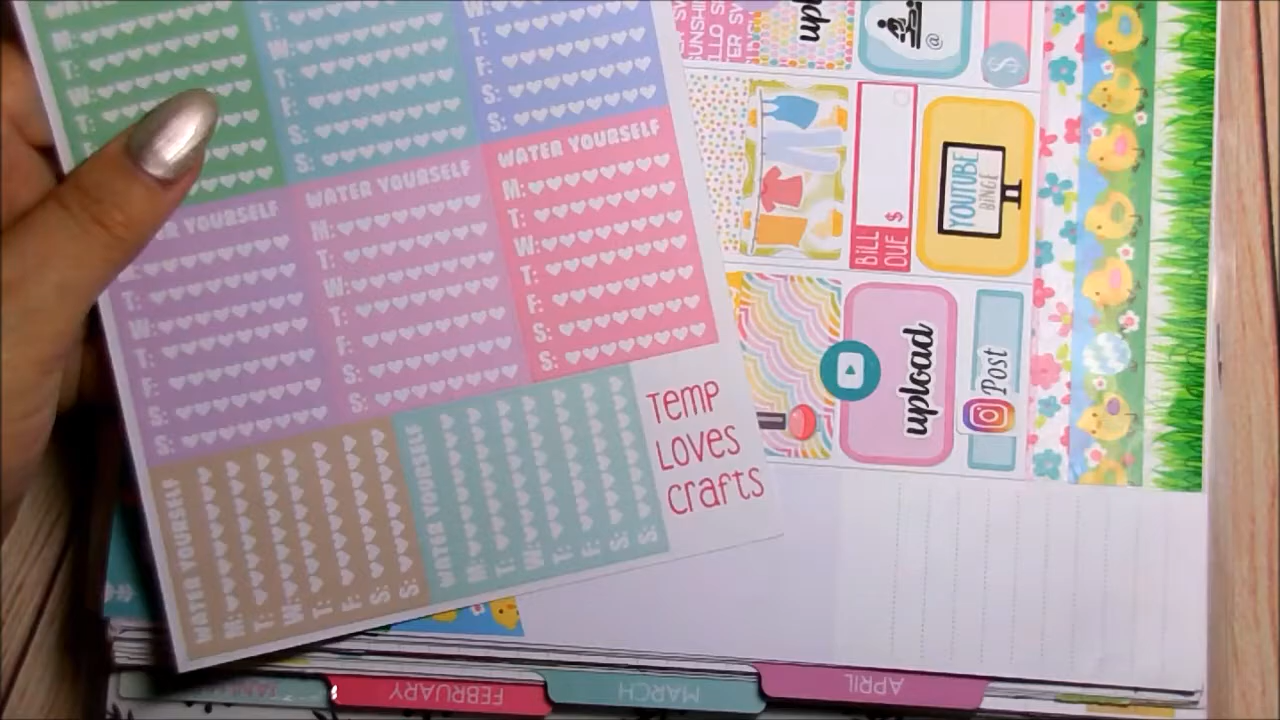 M:
T:
W:
T:
T:
W:
T:
F:
S:
S:
W:
T:
F:
S:
S:
WATER YOURSELF
T:
W:
T:
F:
S:
S:
WATER YOURSELF
M:
T:
W:
T:
F:
S:
S:
WATER YOURSELF
M:
T:
W:
T:
F:
S:
S:
WATER YOURSELF
M:
T:
W:
T:
F:
S:
S:
WATER YOURSELF
M:
T:
W:
T:
F:
S:
S:
TEMP
LOVES
CRAFTS
@
$
BILL
DUE $
YOUTUBE
BINGE
upload
Post
FEBRUARY
MARCH
APRIL